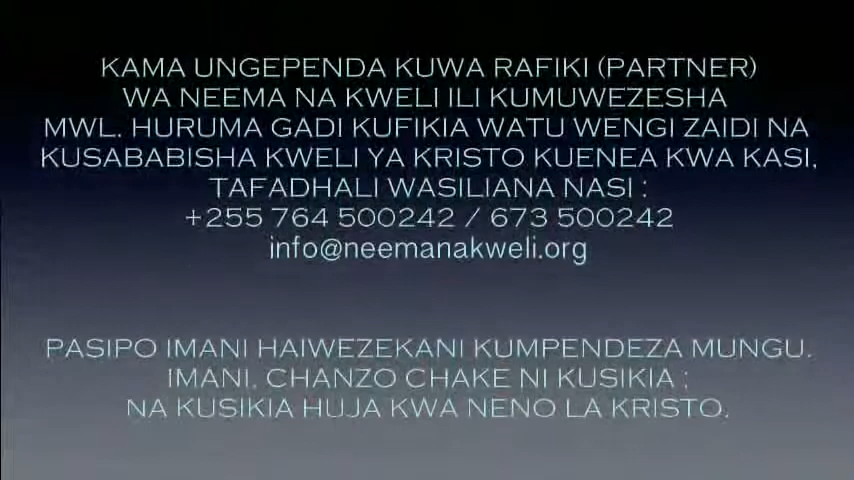 KAMA UNGEPENDA KUWA RAFIKI (PARTNER)
WA NEEMA NA KWELI ILI KUMUWEZESHA
MWL. HURUMA GADI KUFIKIA WATU WENGI ZAIDI NA
KUSABABISHA KWELI YA KRISTO KUENEA KWA KASI,
TAFADHALI WASILIANA NASI :
+255 764 500242 / 673 500242
info@neemanakweli.org
PASIPO IMANI HAIWEZEKANI KUMPENDEZA MUNGU.
IMANI, CHANZO CHAKE NI KUSIKIA ;
NA KUSIKIA HUJA KWA NENO LA KRISTO.